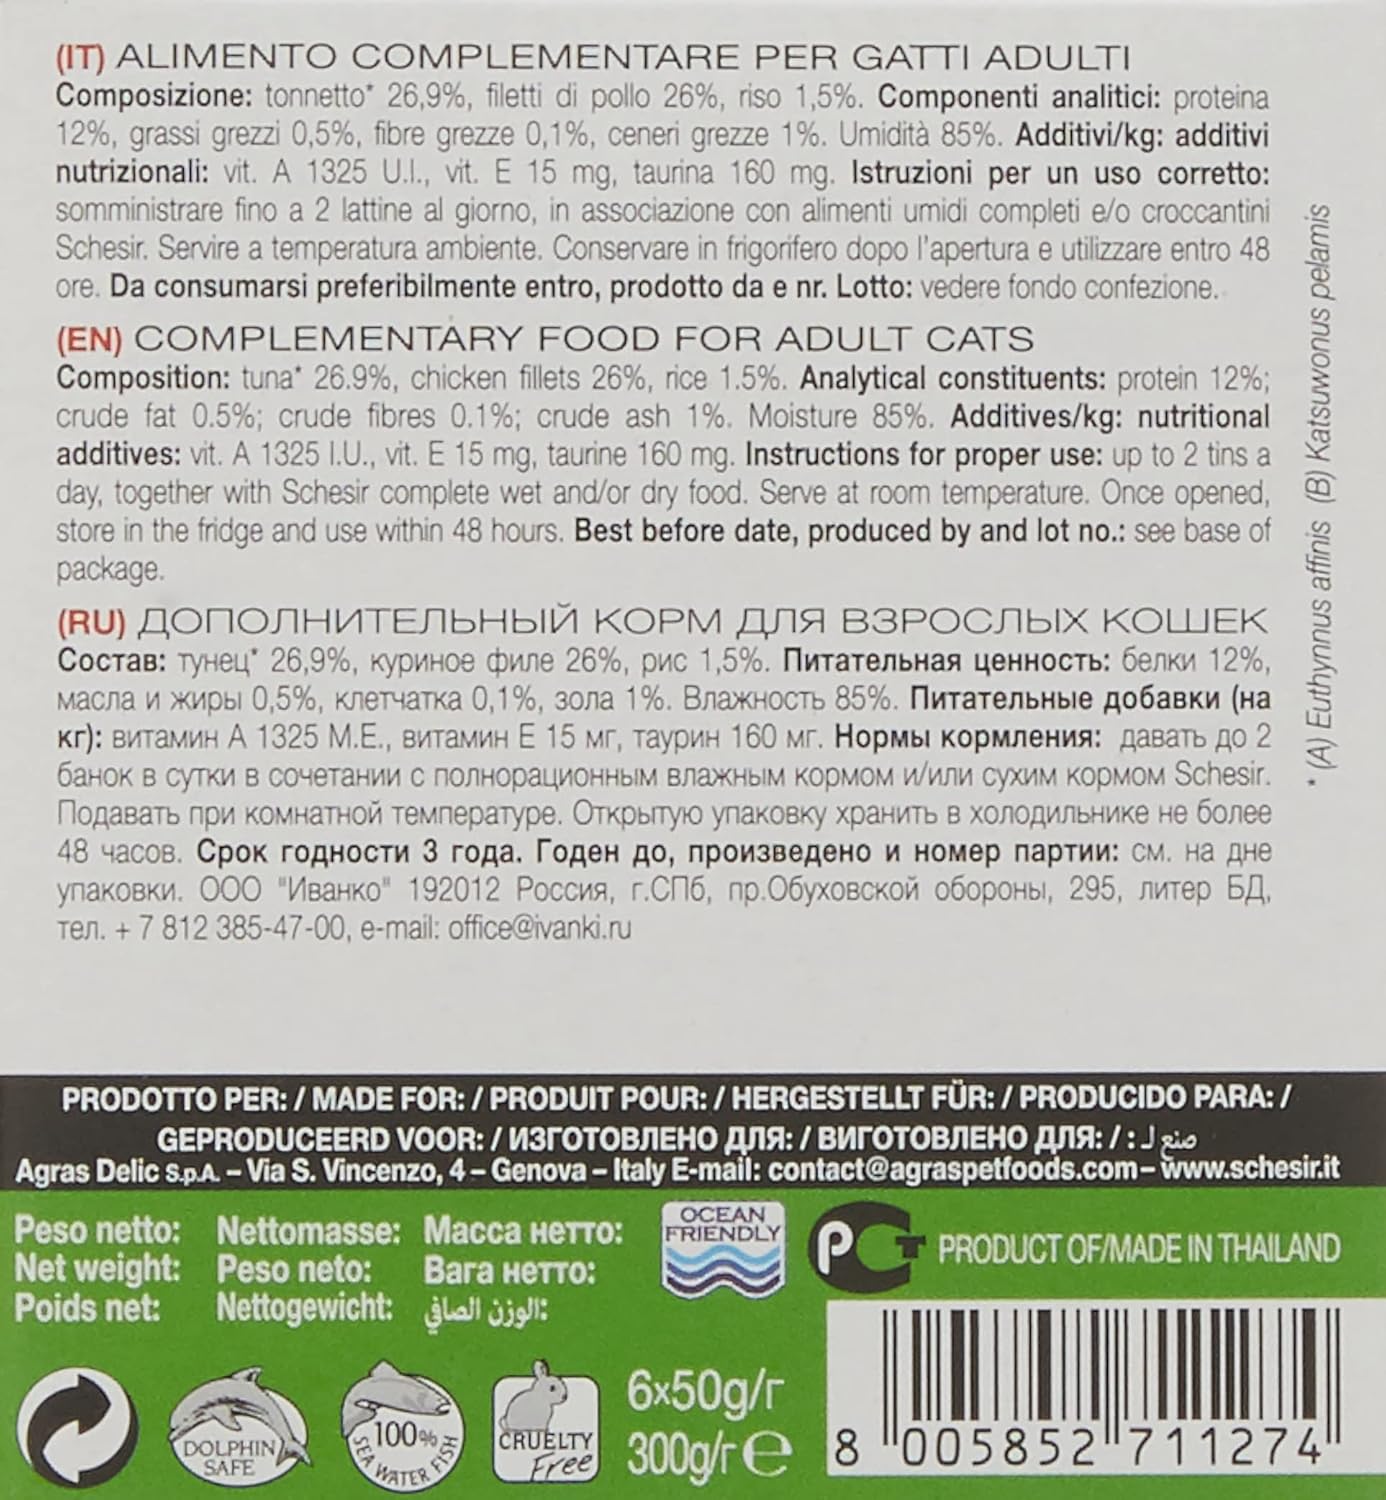 (IT) ALIMENTO COMPLEMENTARE PER GATTI ADULTI
Composizione: tonnetto* 26,9%, filetti di pollo 26%, riso 1,5%. Componenti analitici: proteina
12%, grassi grezzi 0,5%, fibre grezze 0,1%, ceneri grezze 1%. Umidità 85%. Additivi/kg: additivi
nutrizionali: vit. A 1325 U.I., vit. E 15 mg, taurina 160 mg. Istruzioni per un uso corretto:
somministrare fino a 2 lattine al giorno, in associazione con alimenti umidi completi e/o croccantini
Schesir. Servire a temperatura ambiente. Conservare in frigorifero dopo l'apertura e utilizzare entro 48
ore. Da consumarsi preferibilmente entro, prodotto da e nr. Lotto: vedere fondo confezione.
(EN) COMPLEMENTARY FOOD FOR ADULT CATS
Composition: tuna* 26.9%, chicken fillets 26%, rice 1.5%. Analytical constituents: protein 12%;
crude fat 0.5%; crude fibres 0.1%; crude ash 1%. Moisture 85%. Additives/kg: nutritional
additives: vit. A 1325 I.U., vit. E 15 mg, taurine 160 mg. Instructions for proper use: up to 2 tins a
day, together with Schesir complete wet and/or dry food. Serve at room temperature. Once opened,
store in the fridge and use within 48 hours. Best before date, produced by and lot no.: see base of
package.
(RU) ДОПОЛНИТЕЛЬНЫЙ КОРМ ДЛЯ ВЗРОСЛЫХ КОШЕК
Состав: тунец* 26,9%, куриное филе 26%, рис 1,5%. Питательная ценность: белки 12%,
масла и жиры 0,5%, клетчатка 0,1%, зола 1%. Влажность 85%. Питательные добавки (на
кг): витамин А 1325 М.Е., витамин Е 15 мг, таурин 160 мг. Нормы кормления: давать до 2
банок в сутки в сочетании с полнорационным влажным кормом и/или сухим кормом Schesir.
Подавать при комнатной температуре. Открытую упаковку хранить в холодильнике не более
48 часов. Срок годности 3 года. Годен до, произведено и номер партии: см. на дне
упаковки. ООО "Иванко" 192012 Россия, г.СПб, пр.Обуховской обороны, 295, литер БД,
тел. + 7 812 385-47-00, e-mail: office@ivanki.ru
* (A) Euthynnus affinis (B) Katsuwonus pelamis
PRODOTTO PER: / MADE FOR: / PRODUIT POUR: / HERGESTELLT FÜR: / PRODUCIDO PARA: /
GEPRODUCEERD VOOR: / ИЗГОТОВЛЕНО ДЛЯ: / ВИГОТОВЛЕНО ДЛЯ: / صنع لـ :
Agras Delic S.p.A. – Via S. Vincenzo, 4 – Genova – Italy E-mail: contact@agraspetfoods.com – www.schesir.it
Peso netto: Nettomasse: Масса нетто:
Net weight: Peso neto: Вага нетто:
Poids net: Nettogewicht: الوزن الصافي:
OCEAN
FRIENDLY
PCT
PRODUCT OF/MADE IN THAILAND
DOLPHIN
SAFE
100%
SEA WATER FISH
CRUELTY
Free
6x50g/г
300g/г e
8 005852 711274